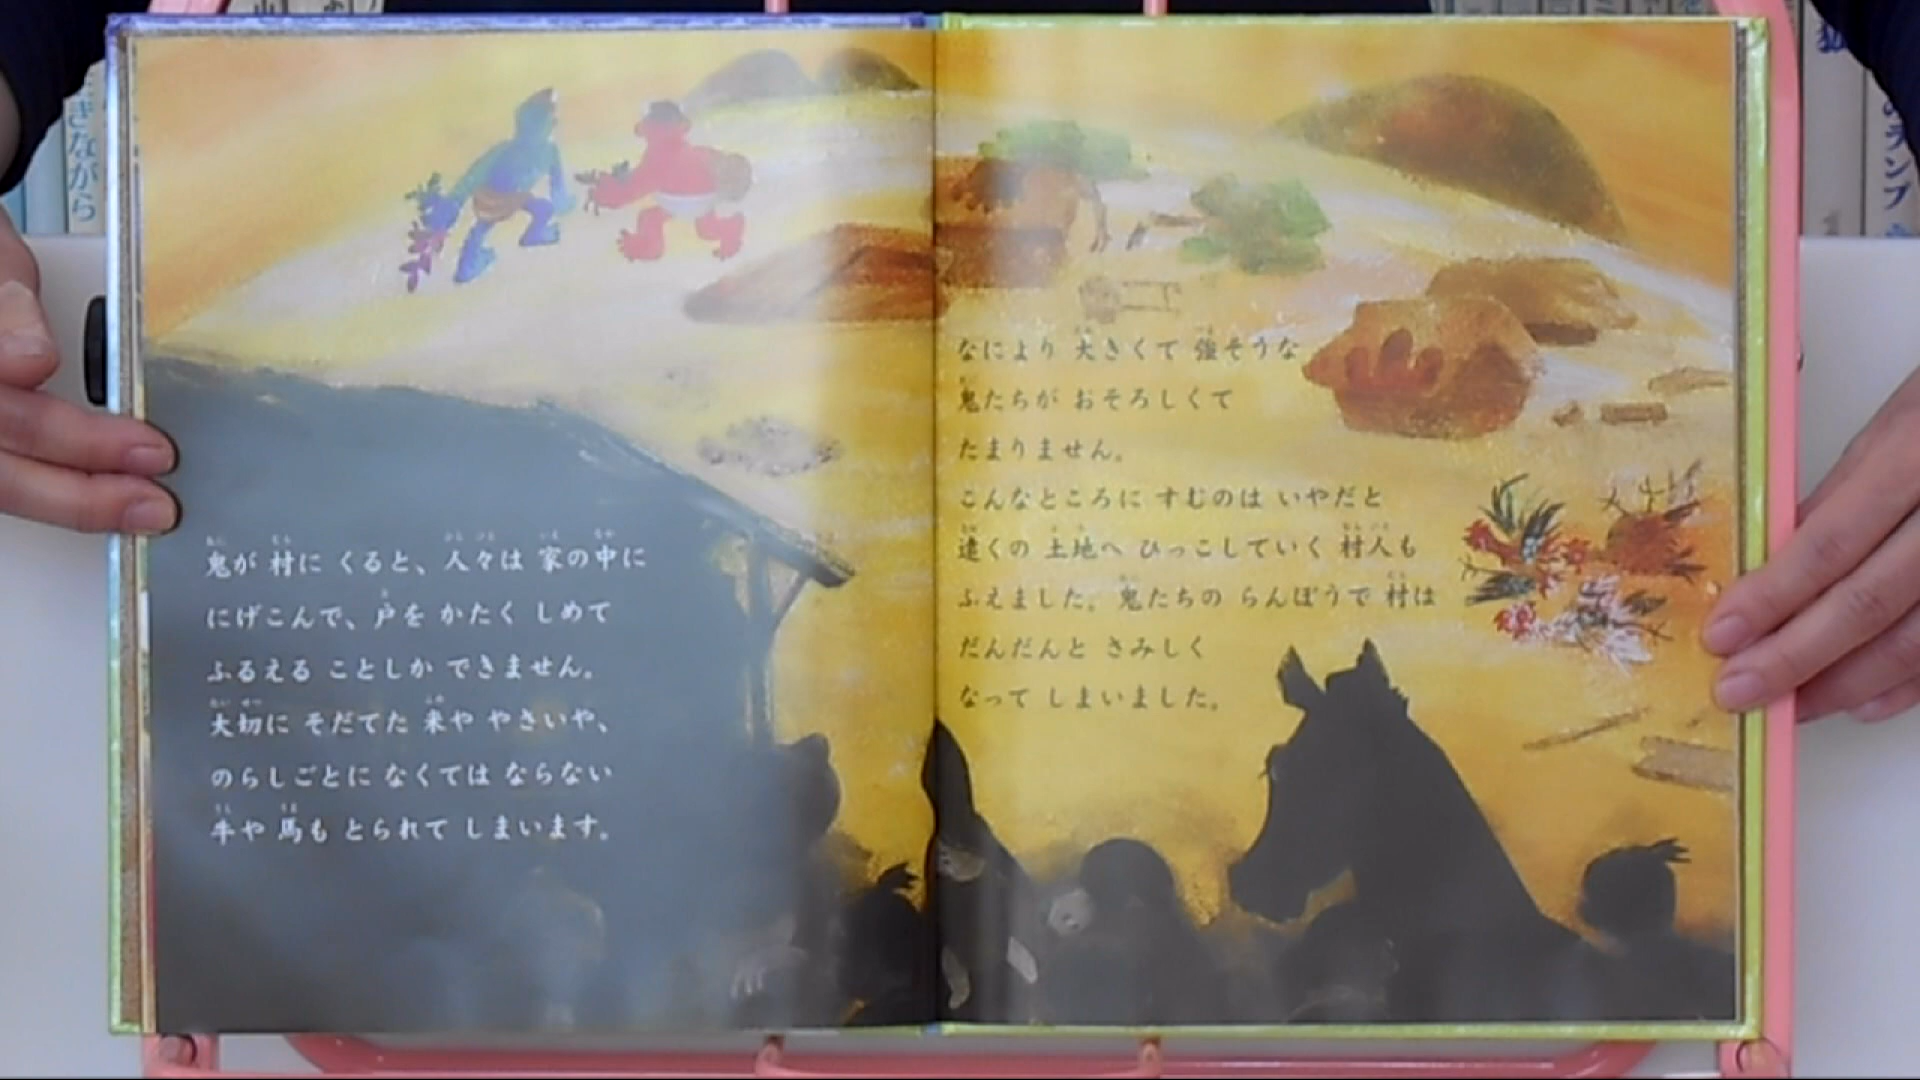 鬼が 村に くると、人々は 家の中に
にげこんで、戸を かたく しめて
ふるえる ことしか できません。
大切に そだてた 米や やさいや、
のらしごとに なくては ならない
牛や 馬も とられて しまいます。
なにより 大きくて 強そうな
鬼たちが おそろしくて
たまりません。
こんなところに すむのは いやだと
遠くの 土地へ ひっこしていく 村人も
ふえました。鬼たちの らんぼうで 村は
だんだんと さみしく
なって しまいました。
きながら
ランプ